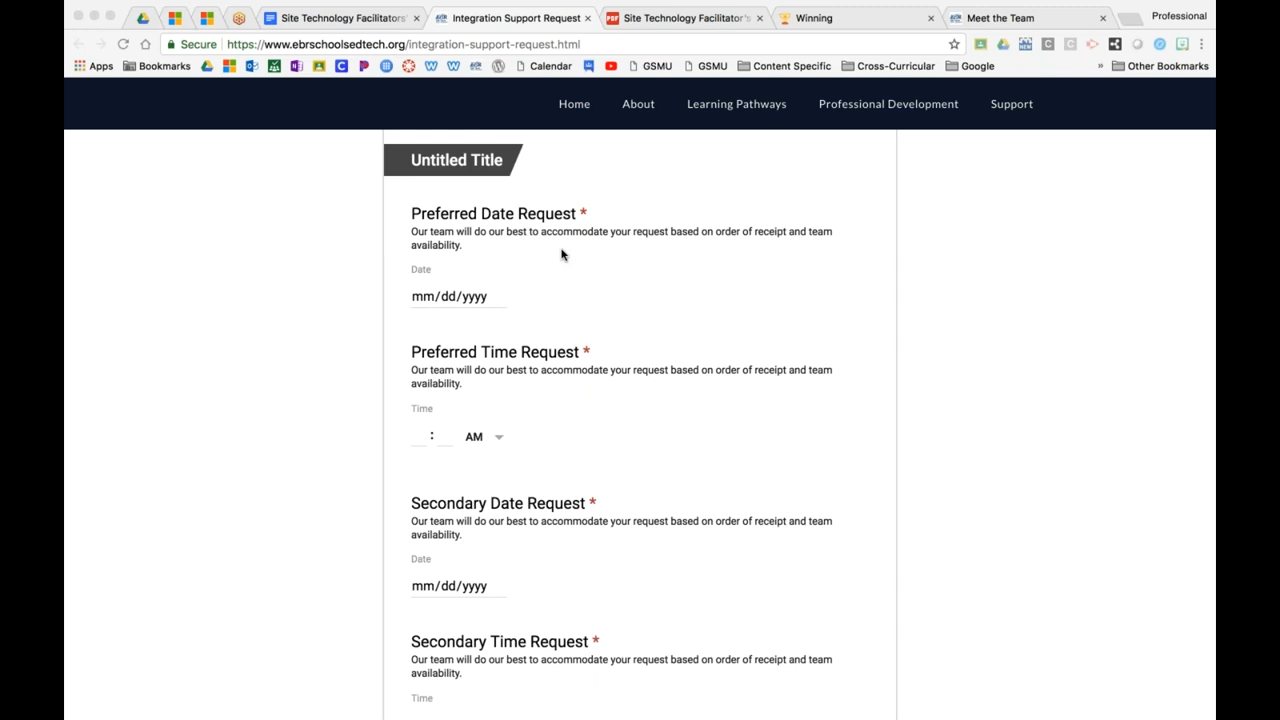 Site Technology Facilitators'
Integration Support Request
PDF
Site Technology Facilitator's
Winning
Meet the Team
Professional
Secure
https://www.ebrschoolsedtech.org/integration-support-request.html
Apps
Bookmarks
Calendar
GSMU
GSMU
Content Specific
Cross-Curricular
Google
»
Other Bookmarks
Home
About
Learning Pathways
Professional Development
Support
Untitled Title
Preferred Date Request *
Our team will do our best to accommodate your request based on order of receipt and team
availability.
Date
mm/dd/yyyy
Preferred Time Request *
Our team will do our best to accommodate your request based on order of receipt and team
availability.
Time
: AM
Secondary Date Request *
Our team will do our best to accommodate your request based on order of receipt and team
availability.
Date
mm/dd/yyyy
Secondary Time Request *
Our team will do our best to accommodate your request based on order of receipt and team
availability.
Time